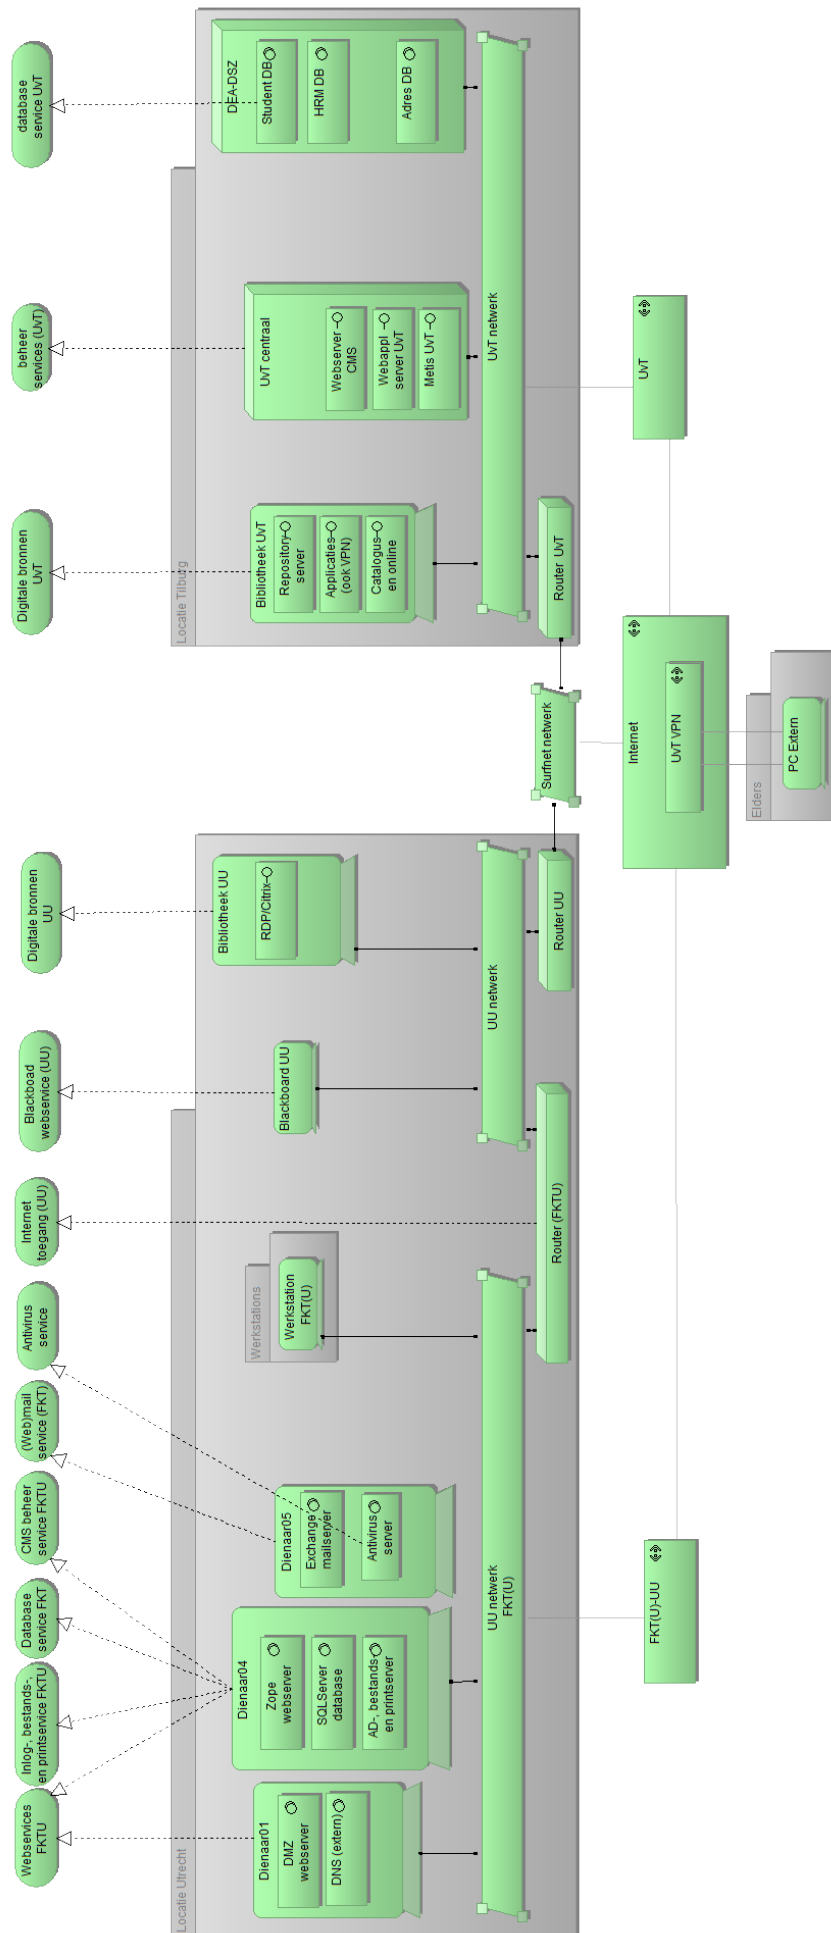 Webservices
FKTU
Inlog-, bestands-,
en printservice FKTU
Database
service FKT
CMS beheer
service FKTU
(Web)mail
service (FKT)
Antivirus
service
Internet
toegang (UU)
Blackboad
webservice (UU)
Digitale bronnen
UU
Digitale bronnen
UvT
beheer
services (UvT)
database
service UvT
Locatie Utrecht
Dienaar01
DMZ
webserver
DNS (extern)
Dienaar04
Zope
webserver
SQLServer
database
AD-, bestands-
en printserver
Dienaar05
Exchange
mailserver
Antivirus
server
Werkstations
Werkstation
FKT(U)
Blackboard UU
Bibliotheek UU
RDP/Citrix
UU netwerk
FKT(U)
UU netwerk
Router (FKTU)
Router UU
Locatie Tilburg
Bibliotheek UvT
Repository
server
Applicaties
(ook VPN)
Catalogus
en online
UvT centraal
Webserver
CMS
Webappl
server UvT
Metis UvT
DEA-DSZ
Student DB
HRM DB
Adres DB
UvT netwerk
Router UvT
Surfnet netwerk
FKT(U)-UU
Internet
UvT VPN
UvT
Elders
PC Extern